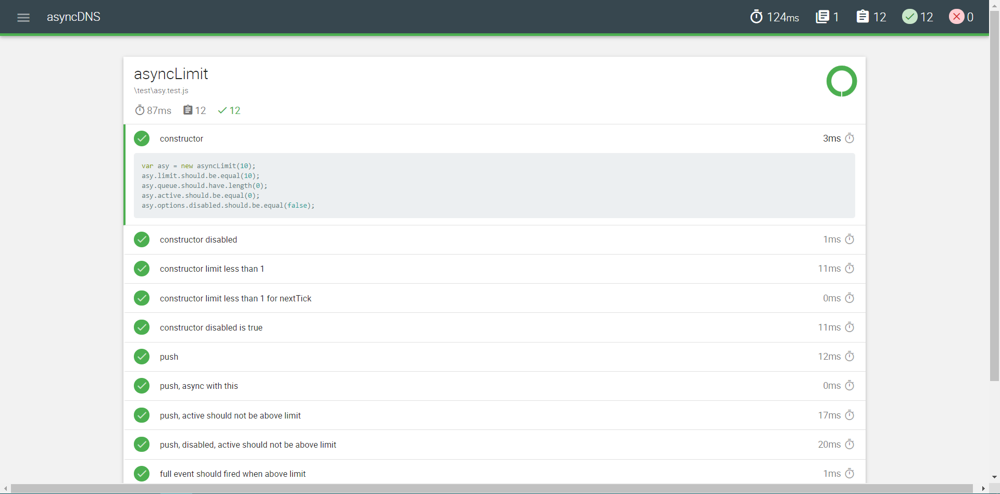 asyncDNS
124ms 1 12 12 0
asyncLimit
\test\asy.test.js
87ms 12 12
constructor 3ms
var asy = new asyncLimit(10);
asy.limit.should.be.equal(10);
asy.queue.should.have.length(0);
asy.active.should.be.equal(0);
asy.options.disabled.should.be.equal(false);
constructor disabled 1ms
constructor limit less than 1 11ms
constructor limit less than 1 for nextTick 0ms
constructor disabled is true 11ms
push 12ms
push, async with this 0ms
push, active should not be above limit 17ms
push, disabled, active should not be above limit 20ms
full event should fired when above limit 1ms